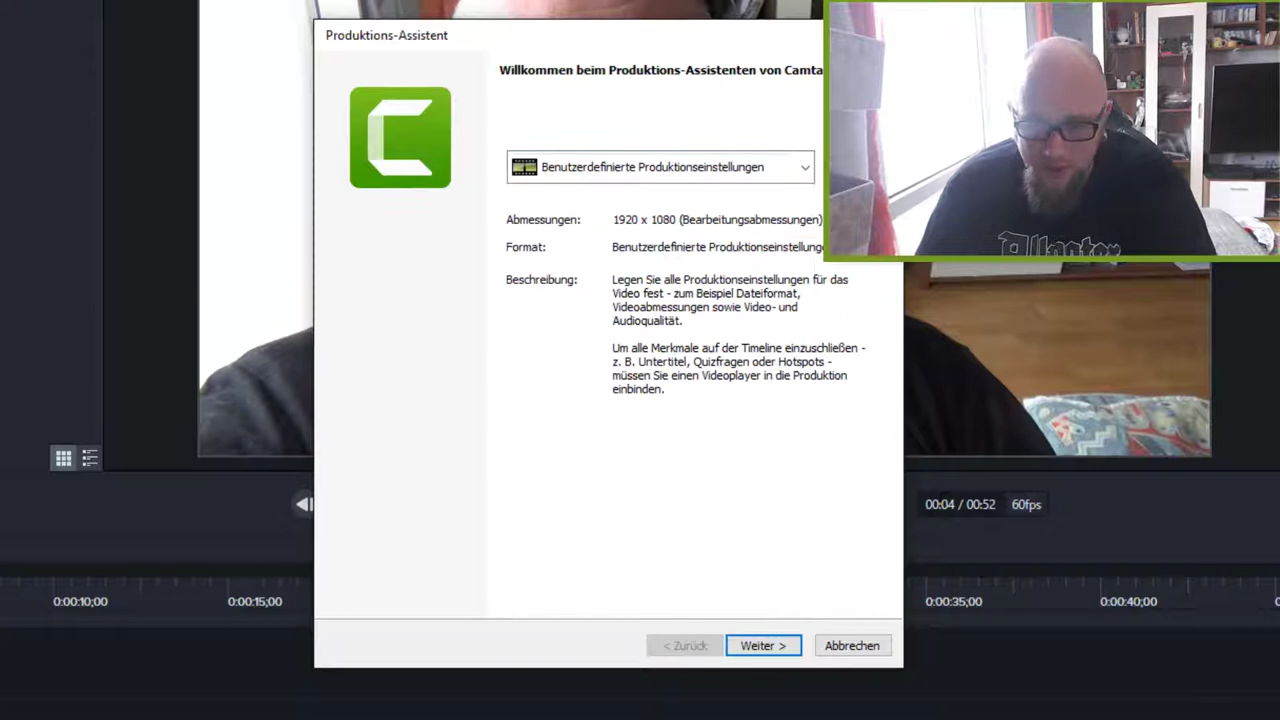 Produktions-Assistent
Willkommen beim Produktions-Assistenten von Camta
Benutzerdefinierte Produktionseinstellungen
Abmessungen: 1920 x 1080 (Bearbeitungsabmessungen)
Format: Benutzerdefinierte Produktionseinstellunge
Beschreibung: Legen Sie alle Produktionseinstellungen für das
Video fest - zum Beispiel Dateiformat,
Videoabmessungen sowie Video- und
Audioqualität.
Um alle Merkmale auf der Timeline einzuschließen -
z. B. Untertitel, Quizfragen oder Hotspots -
müssen Sie einen Videoplayer in die Produktion
einbinden.
00:04 / 00:52 60fps
0:00:10;00 0:00:15;00 0:00:35;00 0:00:40;00
< Zurück Weiter > Abbrechen